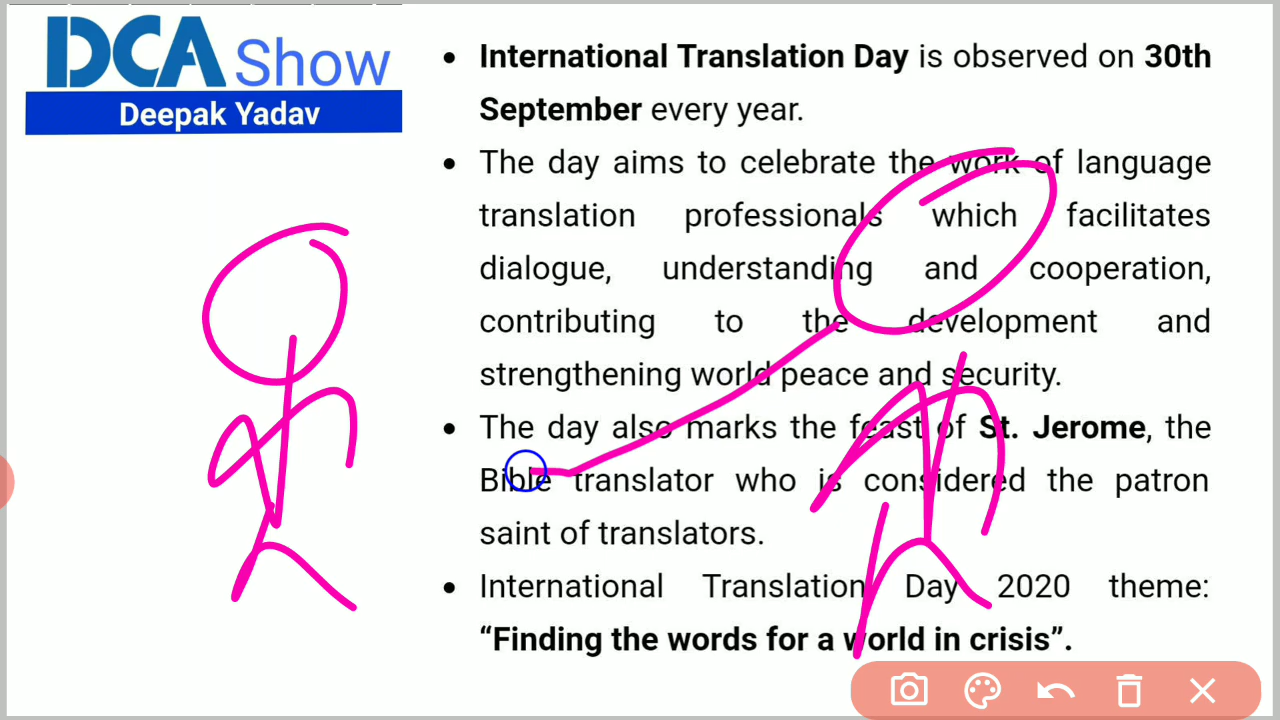 DCA Show
Deepak Yadav
• International Translation Day is observed on 30th
September every year.
• The day aims to celebrate the work of language
translation professionals which facilitates
dialogue, understanding and cooperation,
contributing to the development and
strengthening world peace and security.
• The day also marks the feast of St. Jerome, the
Bible translator who is considered the patron
saint of translators.
• International Translation Day 2020 theme:
“Finding the words for a world in crisis”.